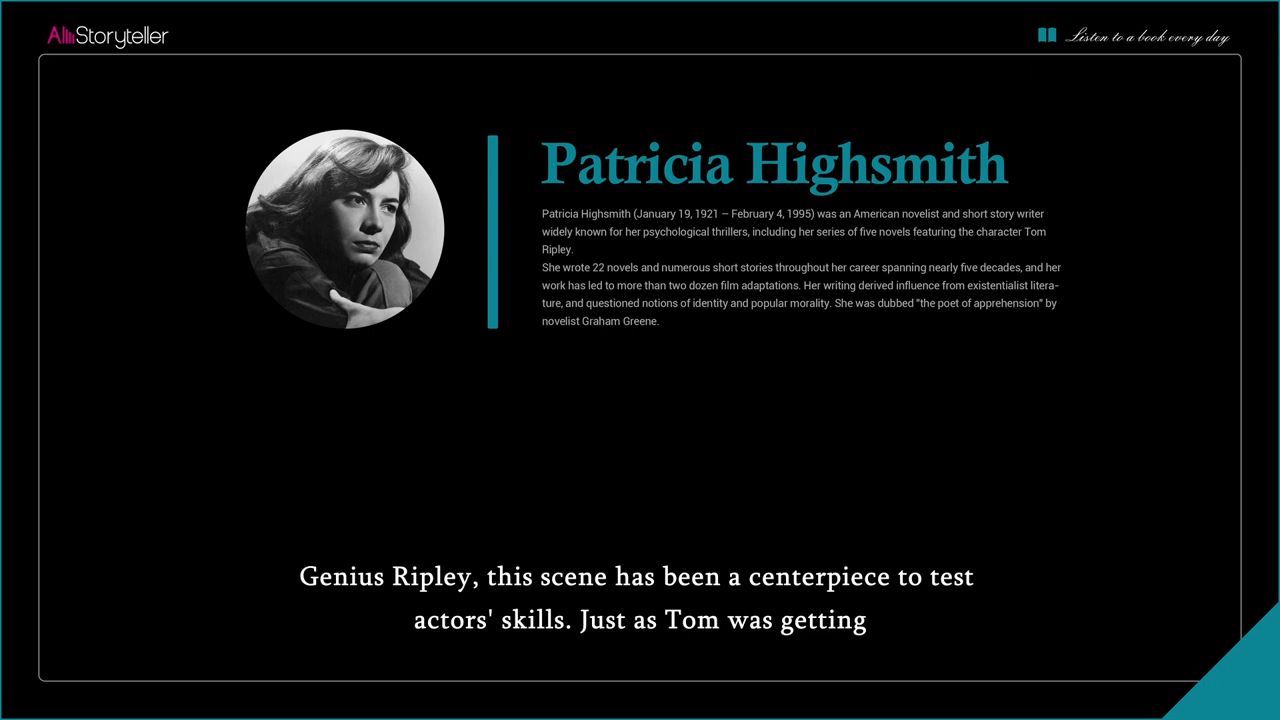 AllStoryteller
Listen to a book every day
Patricia Highsmith
Patricia Highsmith (January 19, 1921 – February 4, 1995) was an American novelist and short story writer
widely known for her psychological thrillers, including her series of five novels featuring the character Tom
Ripley.
She wrote 22 novels and numerous short stories throughout her career spanning nearly five decades, and her
work has led to more than two dozen film adaptations. Her writing derived influence from existentialist litera-
ture, and questioned notions of identity and popular morality. She was dubbed "the poet of apprehension" by
novelist Graham Greene.
Genius Ripley, this scene has been a centerpiece to test
actors' skills. Just as Tom was getting